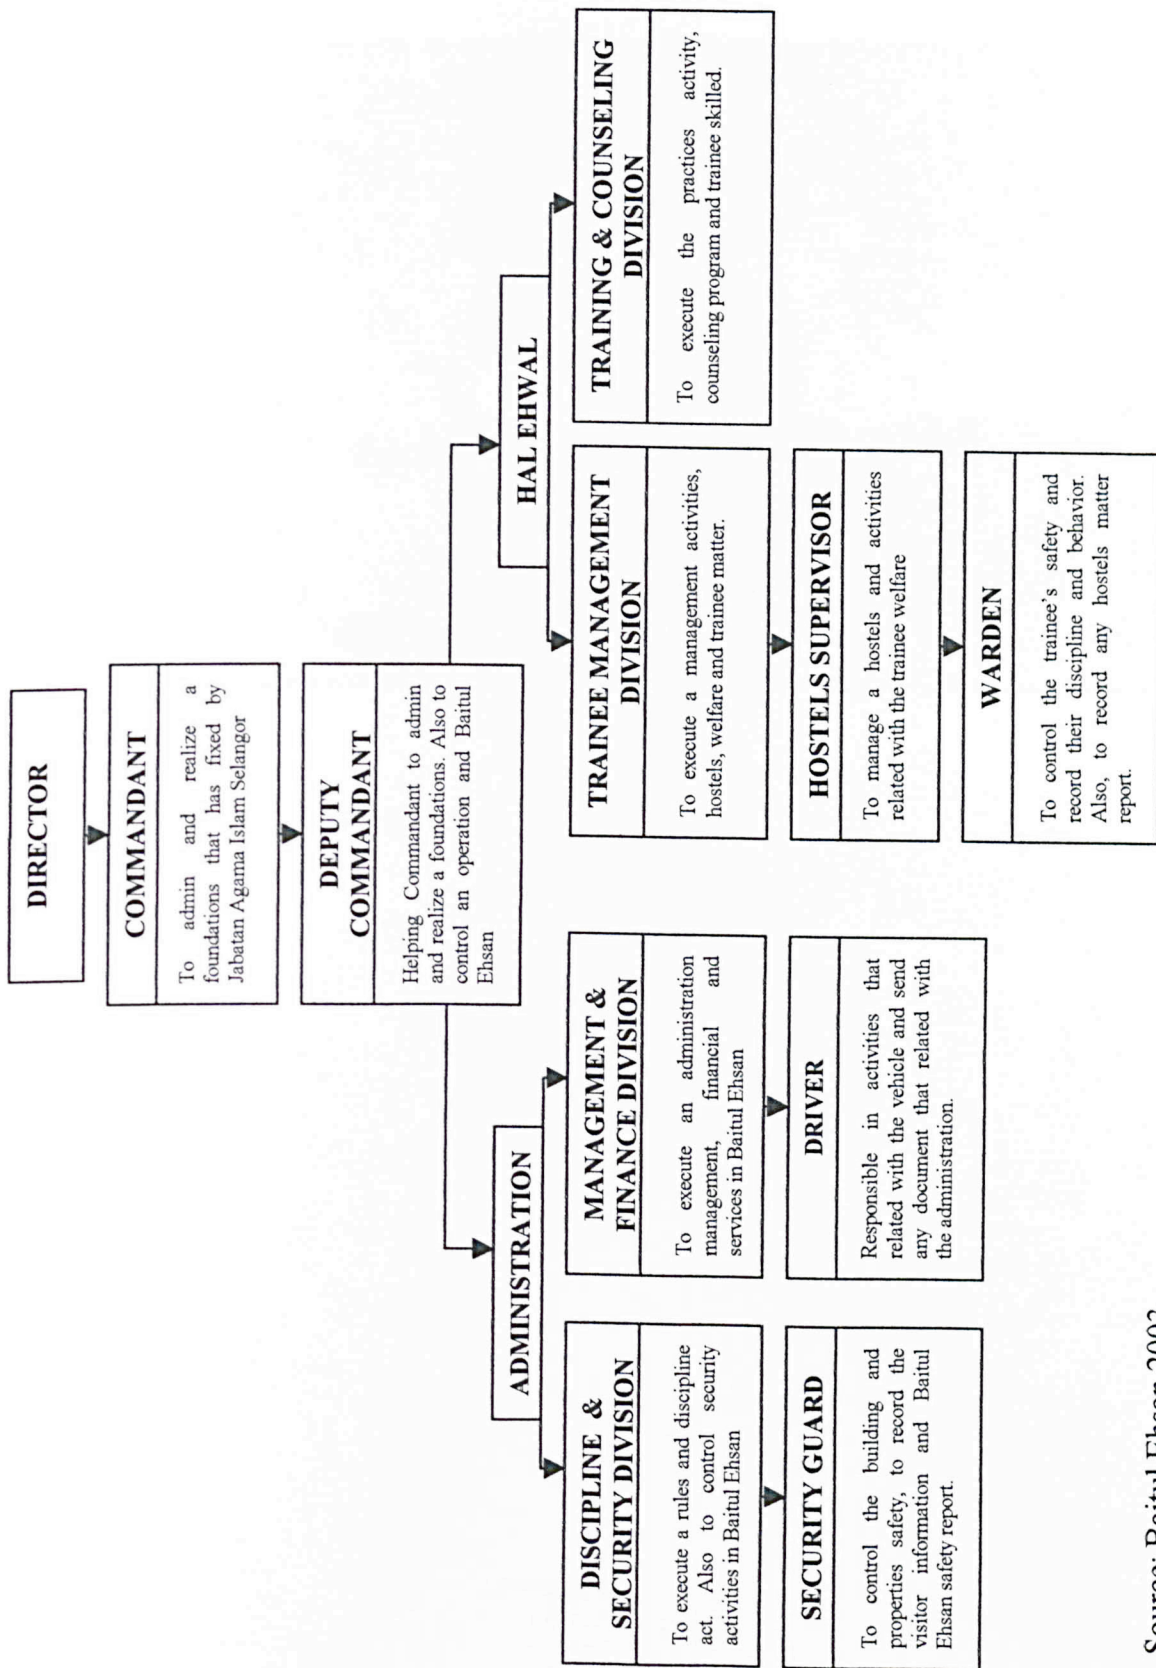 DIRECTOR
COMMANDANT
To admin and realize a
foundations that has fixed by
Jabatan Agama Islam Selangor
DEPUTY
COMMANDANT
Helping Commandant to admin
and realize a foundations. Also to
control an operation and Baitul
Ehsan
ADMINISTRATION
HAL EHWAL
DISCIPLINE &
SECURITY DIVISION
To execute a rules and discipline
act. Also to control security
activities in Baitul Ehsan
MANAGEMENT &
FINANCE DIVISION
To execute an administration
management, financial and
services in Baitul Ehsan
TRAINEE MANAGEMENT
DIVISION
To execute a management activities,
hostels, welfare and trainee matter.
TRAINING & COUNSELING
DIVISION
To execute the practices activity,
counseling program and trainee skilled.
SECURITY GUARD
To control the building and
properties safety, to record the
visitor information and Baitul
Ehsan safety report.
DRIVER
Responsible in activities that
related with the vehicle and send
any document that related with
the administration.
HOSTELS SUPERVISOR
To manage a hostels and activities
related with the trainee welfare
WARDEN
To control the trainee's safety and
record their discipline and behavior.
Also, to record any hostels matter
report.
Source: Baitul Ehsan